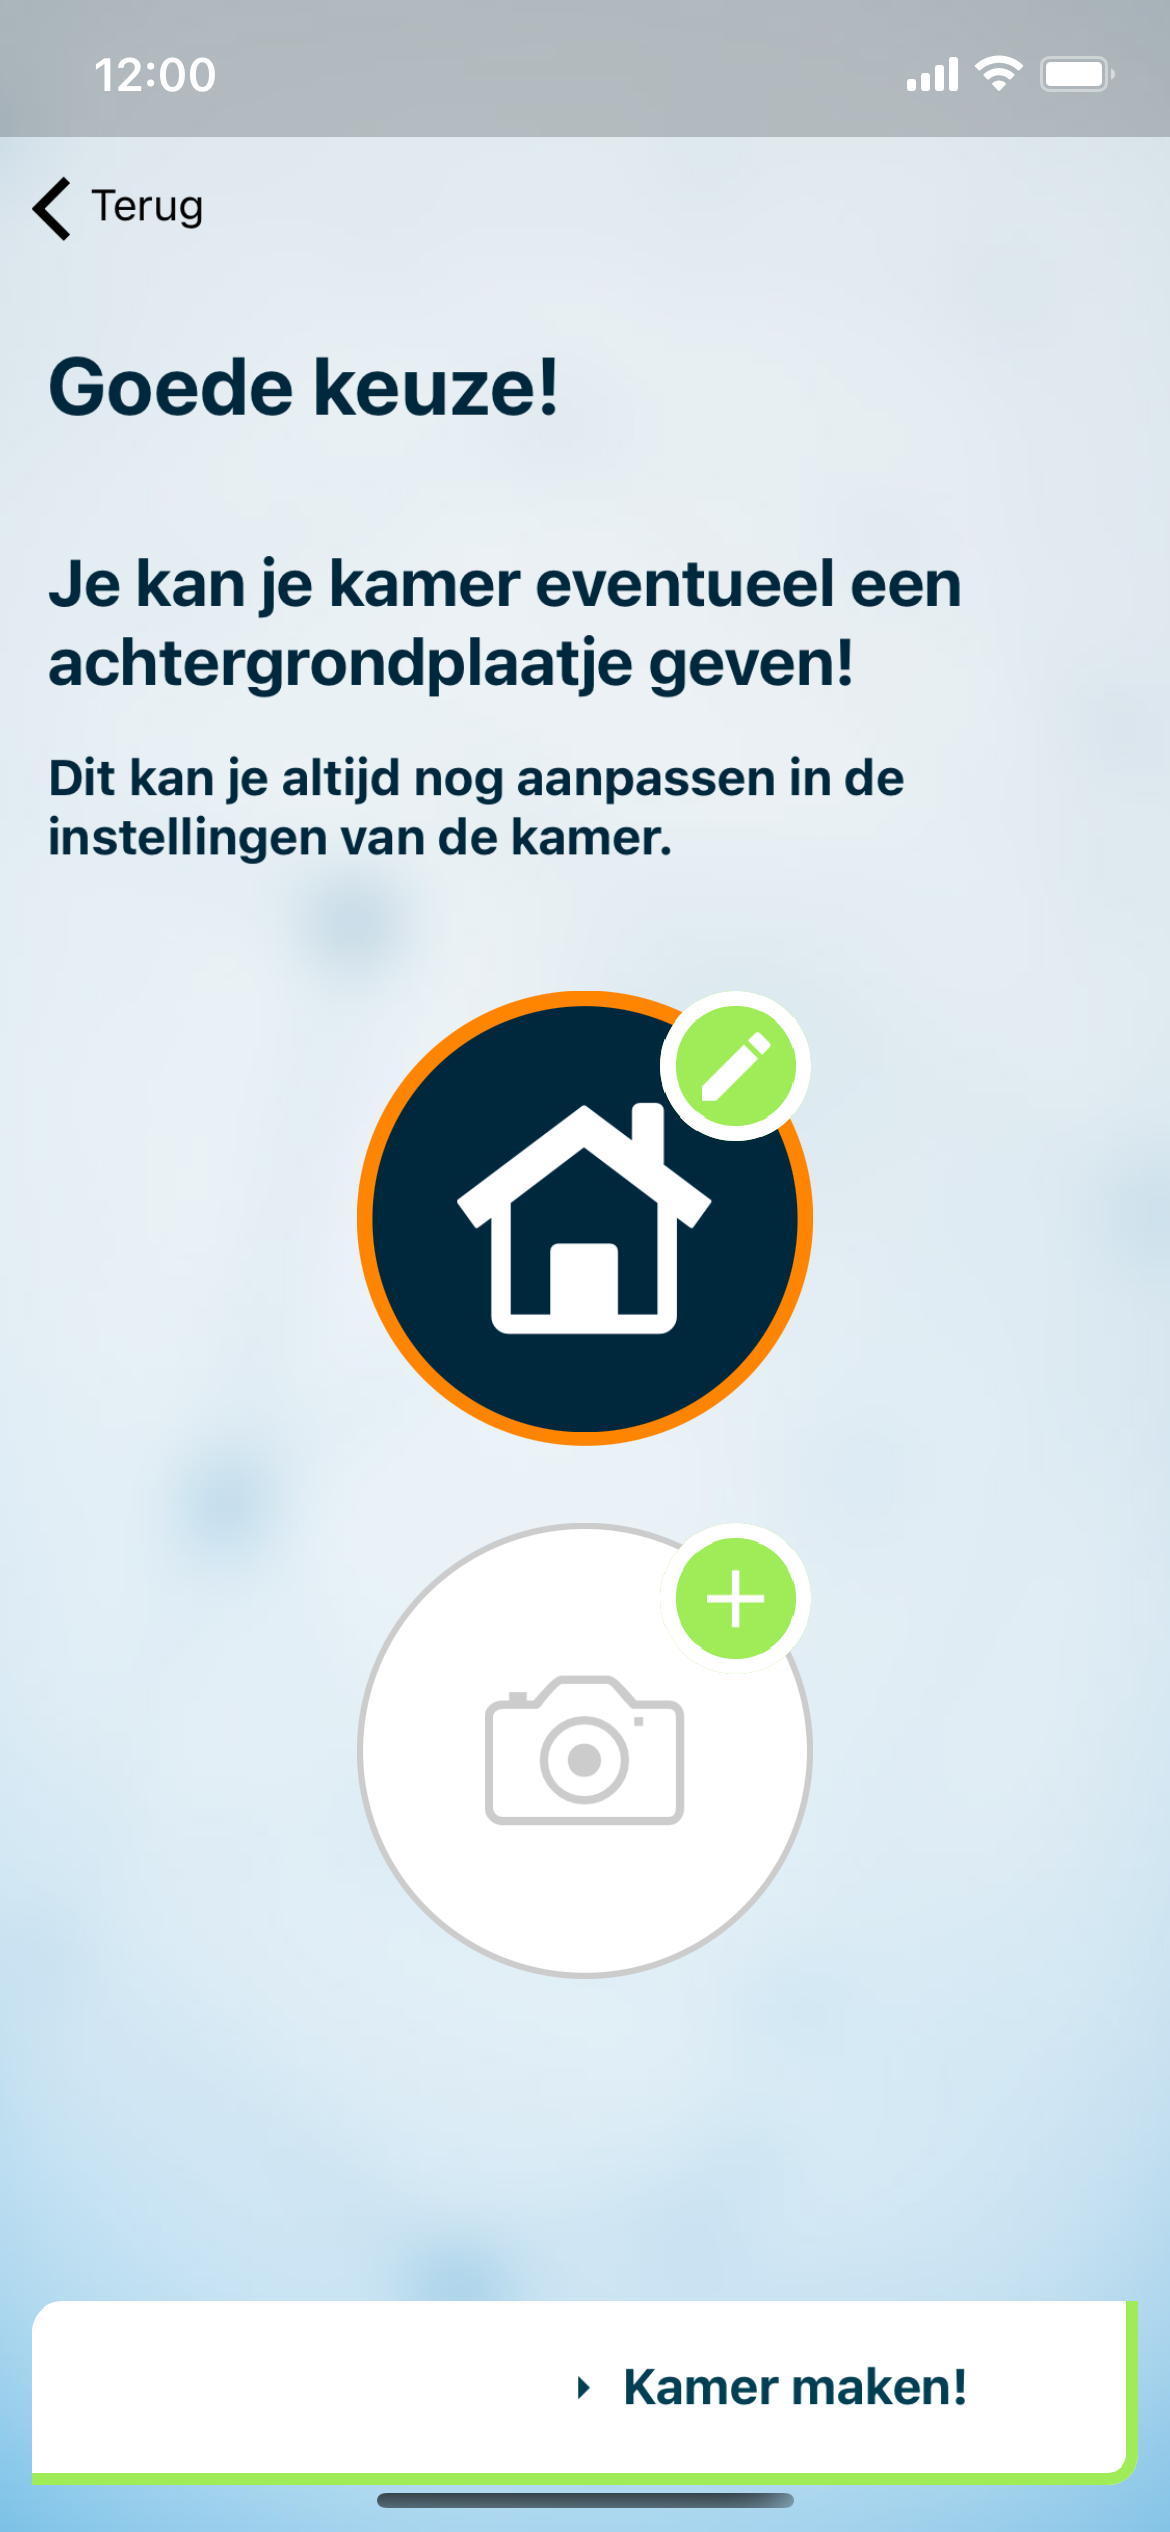 12:00
Terug
Goede keuze!
Je kan je kamer eventueel een
achtergrondplaatje geven!
Dit kan je altijd nog aanpassen in de
instellingen van de kamer.
Kamer maken!